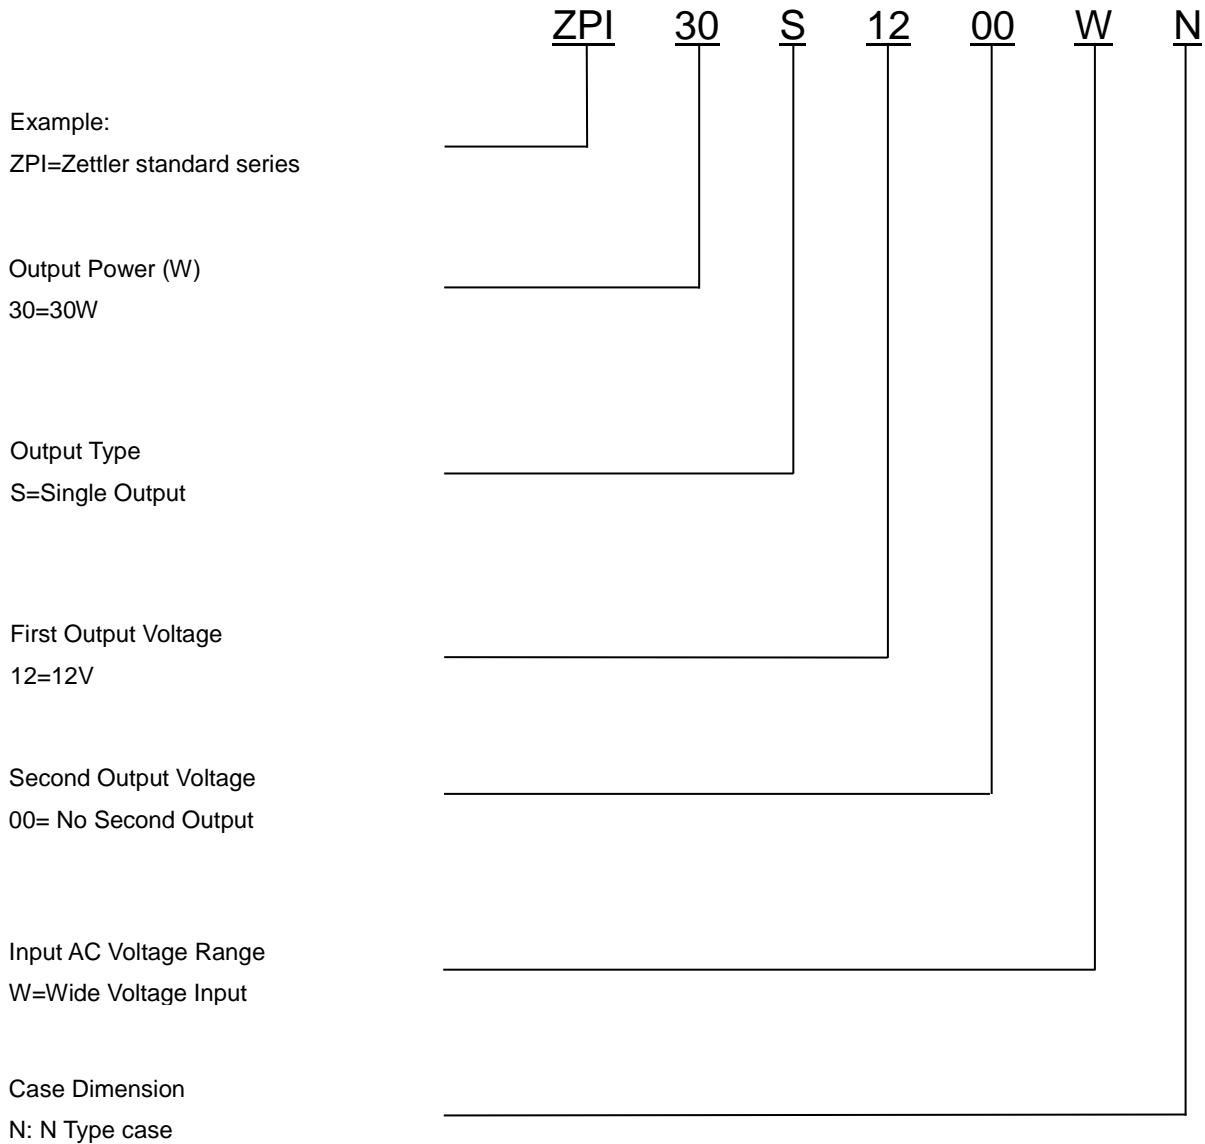 ZPI 30 S 12 00 W N
Example:
ZPI=Zettler standard series
Output Power (W)
30=30W
Output Type
S=Single Output
First Output Voltage
12=12V
Second Output Voltage
00= No Second Output
Input AC Voltage Range
W=Wide Voltage Input
Case Dimension
N: N Type case